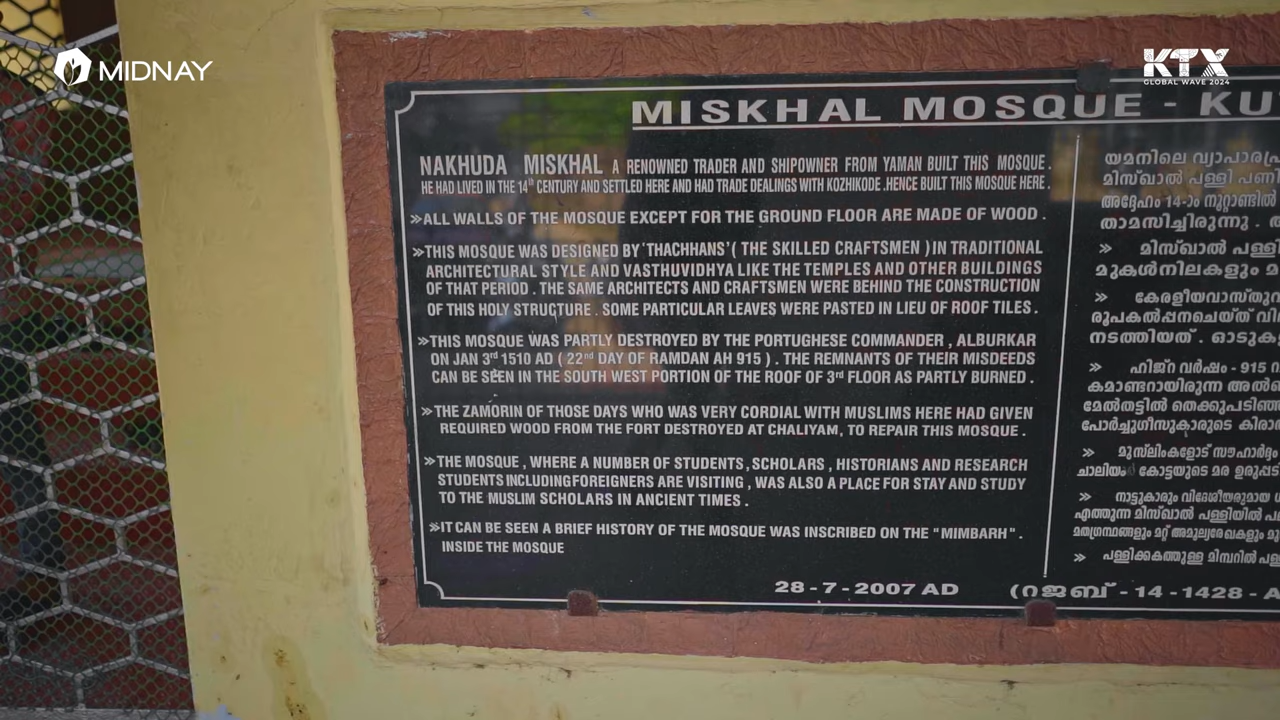 MIDNAY
KTX
GLOBAL WAVE 2024
MISKHAL MOSQUE - KU
NAKHUDA MISKHAL A RENOWNED TRADER AND SHIPOWNER FROM YAMAN BUILT THIS MOSQUE.
HE HAD LIVED IN THE 14th CENTURY AND SETTLED HERE AND HAD TRADE DEALINGS WITH KOZHIKODE .HENCE BUILT THIS MOSQUE HERE .
»ALL WALLS OF THE MOSQUE EXCEPT FOR THE GROUND FLOOR ARE MADE OF WOOD .
»THIS MOSQUE WAS DESIGNED BY 'THACHHANS' ( THE SKILLED CRAFTSMEN ) IN TRADITIONAL
ARCHITECTURAL STYLE AND VASTHUVIDHYA LIKE THE TEMPLES AND OTHER BUILDINGS
OF THAT PERIOD . THE SAME ARCHITECTS AND CRAFTSMEN WERE BEHIND THE CONSTRUCTION
OF THIS HOLY STRUCTURE . SOME PARTICULAR LEAVES WERE PASTED IN LIEU OF ROOF TILES .
»THIS MOSQUE WAS PARTLY DESTROYED BY THE PORTUGHESE COMMANDER , ALBURKAR
ON JAN 3rd 1510 AD ( 22nd DAY OF RAMDAN AH 915 ) . THE REMNANTS OF THEIR MISDEEDS
CAN BE SEEN IN THE SOUTH WEST PORTION OF THE ROOF OF 3rd FLOOR AS PARTLY BURNED .
»THE ZAMORIN OF THOSE DAYS WHO WAS VERY CORDIAL WITH MUSLIMS HERE HAD GIVEN
REQUIRED WOOD FROM THE FORT DESTROYED AT CHALIYAM, TO REPAIR THIS MOSQUE .
»THE MOSQUE , WHERE A NUMBER OF STUDENTS , SCHOLARS , HISTORIANS AND RESEARCH
STUDENTS INCLUDINGFOREIGNERS ARE VISITING , WAS ALSO A PLACE FOR STAY AND STUDY
TO THE MUSLIM SCHOLARS IN ANCIENT TIMES .
»IT CAN BE SEEN A BRIEF HISTORY OF THE MOSQUE WAS INSCRIBED ON THE "MIMBARH" .
INSIDE THE MOSQUE
28-7-2007 AD
യമനിലെ
മിസ്ഖാൽ പള്ളി പണി
അദ്ദേഹം 14-ാം നൂറ്റാണ്ടിൽ
താമസിച്ചിരുന്നു .
» മിസ്ഖാൽ പള്ളി
മുകൾനിലകളും
» കേരളീയവാസ്തു
രൂപകൽപനചെയ്ത്
നടത്തിയത് .
» ഹിജ്റ വർഷം - 915
കമാണ്ടറായിരുന്ന
മേൽതട്ടിൽ
പോർച്ചുഗീസുകാരുടെ
» മുസ്ലിംകളോട് സൗഹാർദ്ദം
ചാലിയം കോട്ടയുടെ മര
» നാട്ടുകാരും വിദേശീയരുമായ
എത്തുന്ന മിസ്ഖാൽ പള്ളിയിൽ
മതഗ്രന്ഥങ്ങളും മറ്റ് അമൂല്യരേഖകളും
» പള്ളിക്കകത്തുള്ള മിമ്പറിൽ
(റജബ് - 14 -1428 - A